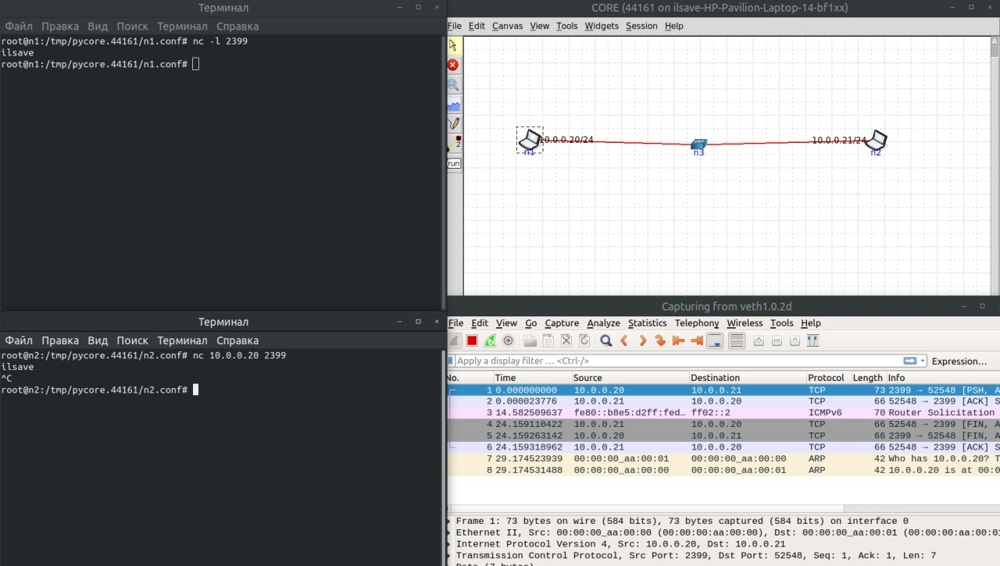 Терминал
Файл Правка Вид Поиск Терминал Справка
root@n1:/tmp/pycore.44161/n1.conf# nc -l 2399
ilsave
root@n1:/tmp/pycore.44161/n1.conf#
CORE (44161 on ilsave-HP-Pavilion-Laptop-14-bf1xx)
File Edit Canvas View Tools Widgets Session Help
2
run
10.0.0.20/24
n1
n3
10.0.0.21/24
n2
Терминал
Файл Правка Вид Поиск Терминал Справка
root@n2:/tmp/pycore.44161/n2.conf# nc 10.0.0.20 2399
ilsave
^C
root@n2:/tmp/pycore.44161/n2.conf#
Capturing from veth1.0.2d
File Edit View Go Capture Analyze Statistics Telephony Wireless Tools Help
Apply a display filter ... <Ctrl-/> Expression...
No. Time Source Destination Protocol Length Info
1 0.000000000 10.0.0.20 10.0.0.21 TCP 73 2399 → 52548 [PSH, A
2 0.000023776 10.0.0.21 10.0.0.20 TCP 66 52548 → 2399 [ACK] S
3 14.582509637 fe80::b8e5:d2ff:fed… ff02::2 ICMPv6 70 Router Solicitation
4 24.159110422 10.0.0.21 10.0.0.20 TCP 66 52548 → 2399 [FIN, A
5 24.159263142 10.0.0.20 10.0.0.21 TCP 66 2399 → 52548 [FIN, A
6 24.159318962 10.0.0.21 10.0.0.20 TCP 66 52548 → 2399 [ACK] S
7 29.174523939 00:00:00_aa:00:01 00:00:00_aa:00:00 ARP 42 Who has 10.0.0.20? T
8 29.174531488 00:00:00_aa:00:00 00:00:00_aa:00:01 ARP 42 10.0.0.20 is at 00:0
Frame 1: 73 bytes on wire (584 bits), 73 bytes captured (584 bits) on interface 0
Ethernet II, Src: 00:00:00_aa:00:00 (00:00:00:aa:00:00), Dst: 00:00:00_aa:00:01 (00:00:00:aa:00:01
Internet Protocol Version 4, Src: 10.0.0.20, Dst: 10.0.0.21
Transmission Control Protocol, Src Port: 2399, Dst Port: 52548, Seq: 1, Ack: 1, Len: 7
Data (7 bytes)